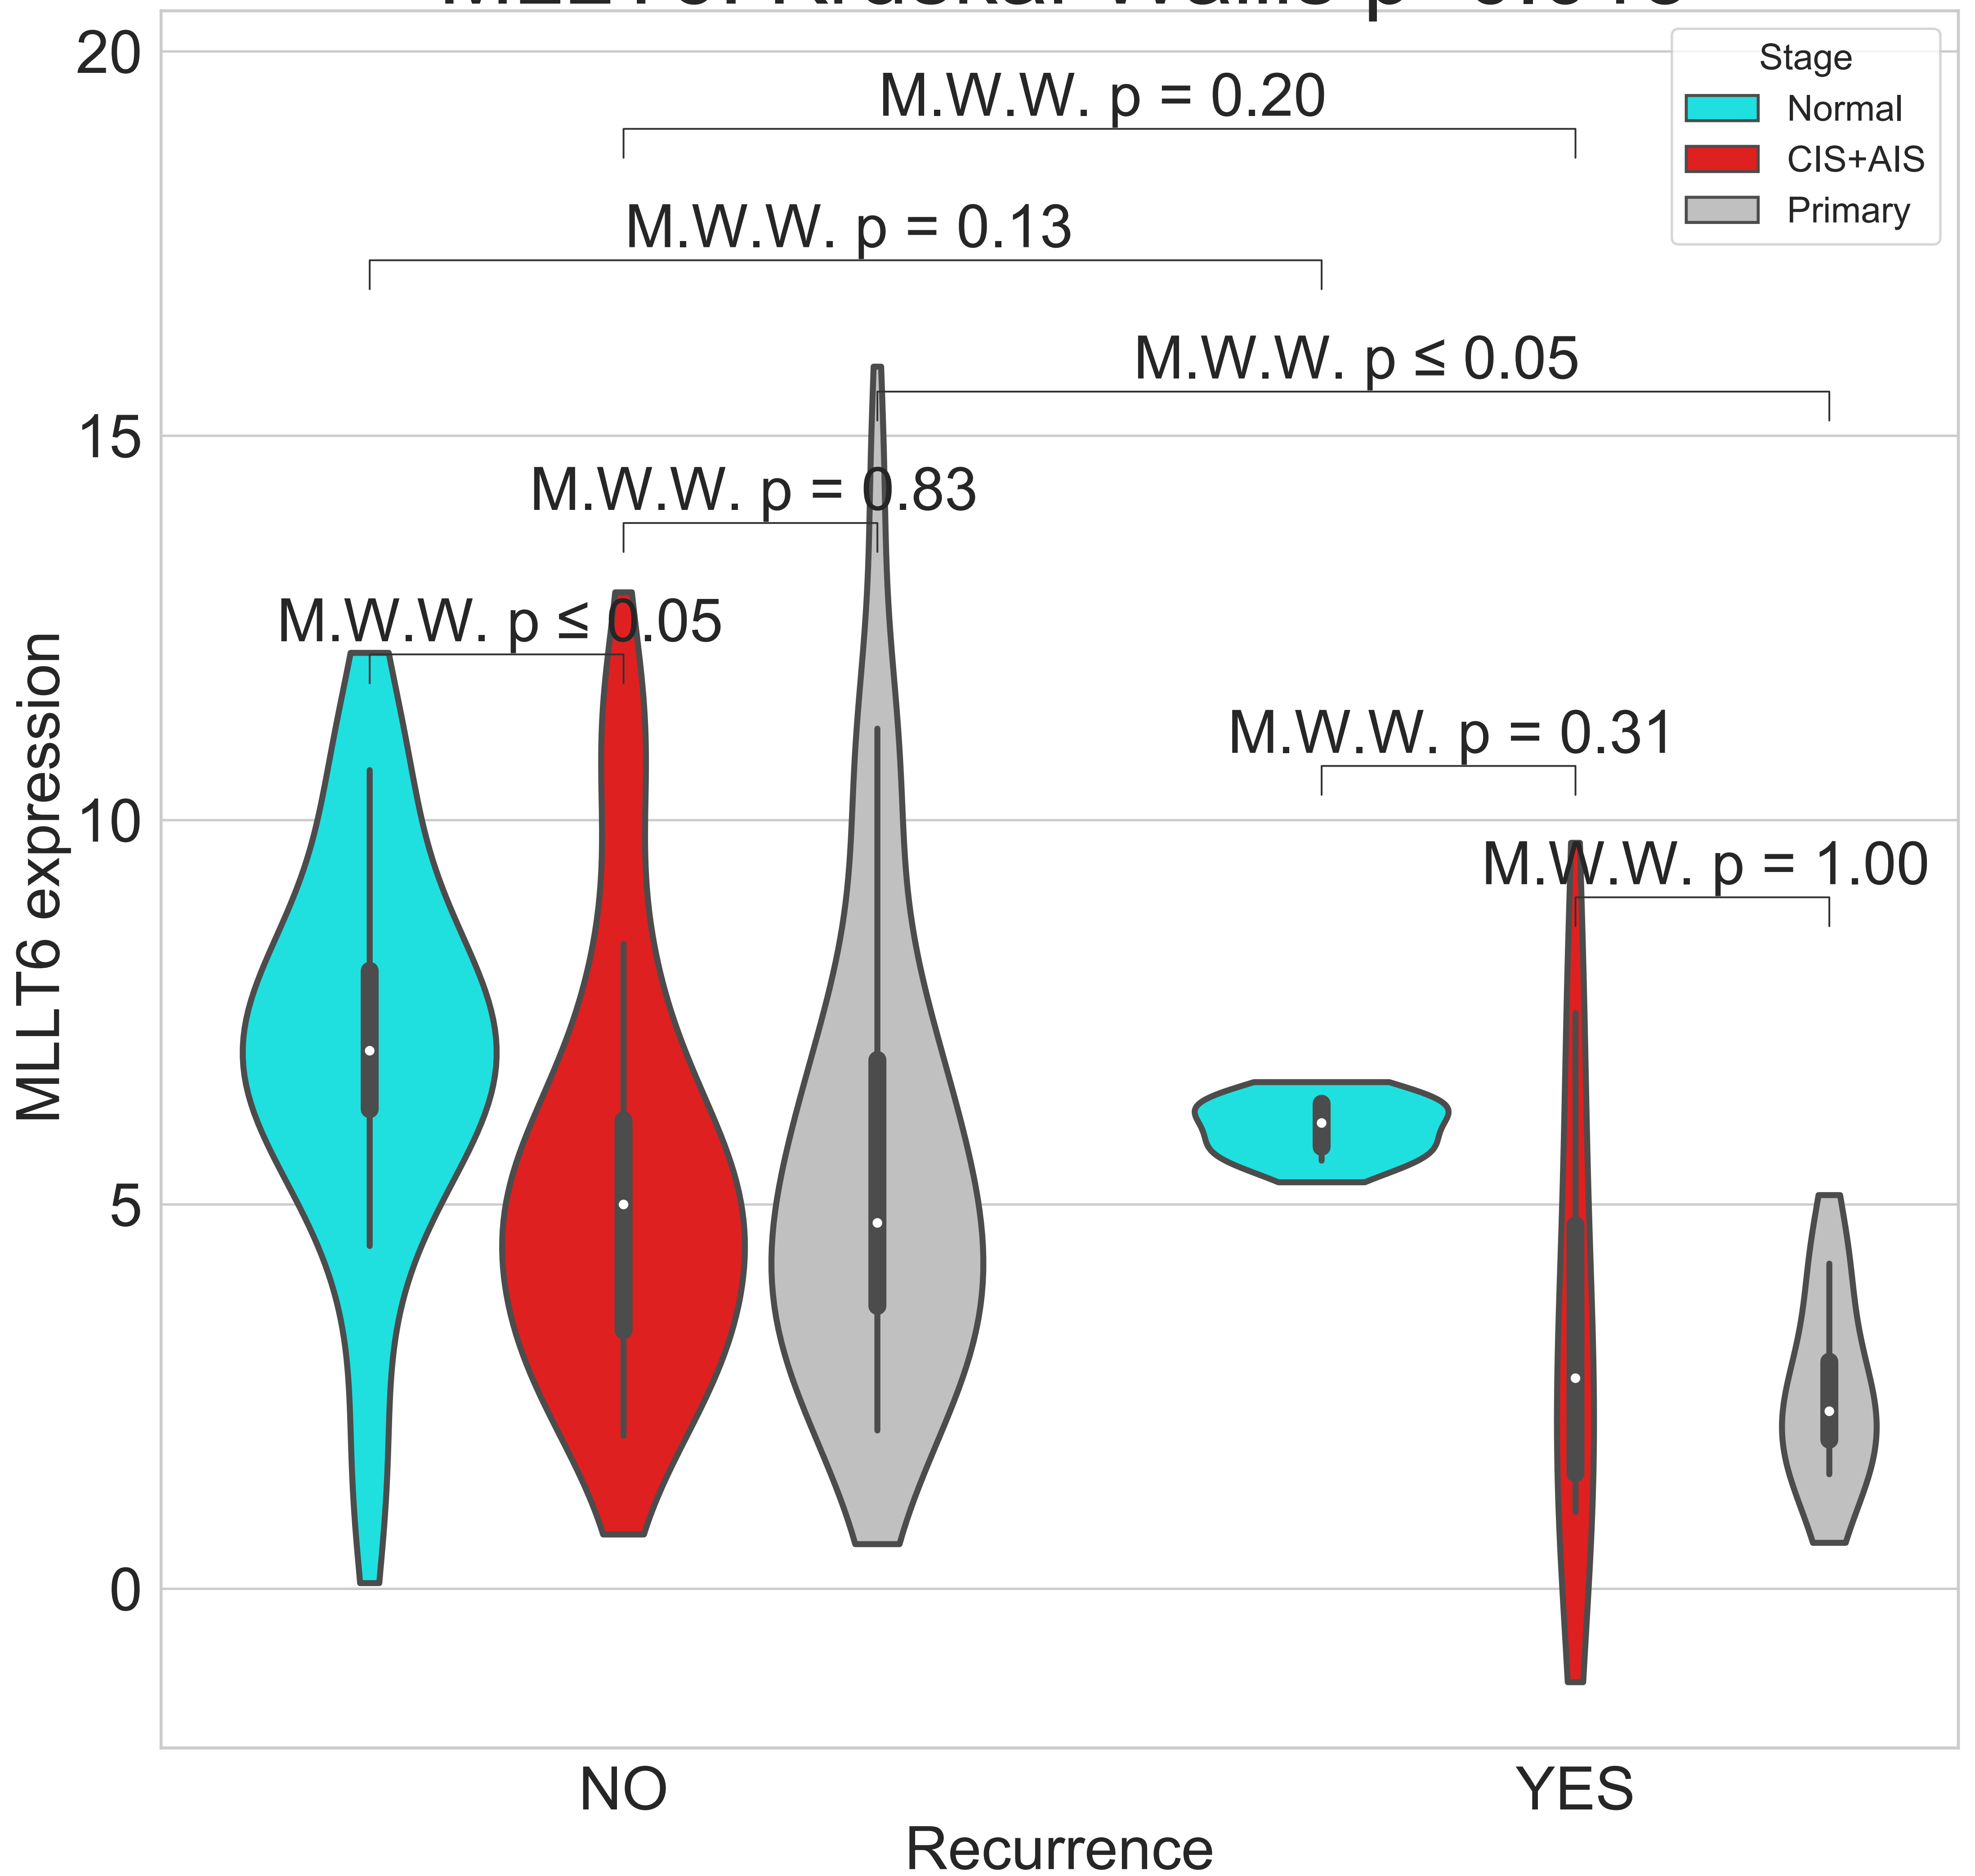 20
15
10
5
0
MLLT6 expression
M.W.W. p = 0.20
M.W.W. p = 0.13
M.W.W. p ≤ 0.05
M.W.W. p = 0.83
M.W.W. p ≤ 0.05
M.W.W. p = 0.31
M.W.W. p = 1.00
Stage
Normal
CIS+AIS
Primary
NO
YES
Recurrence